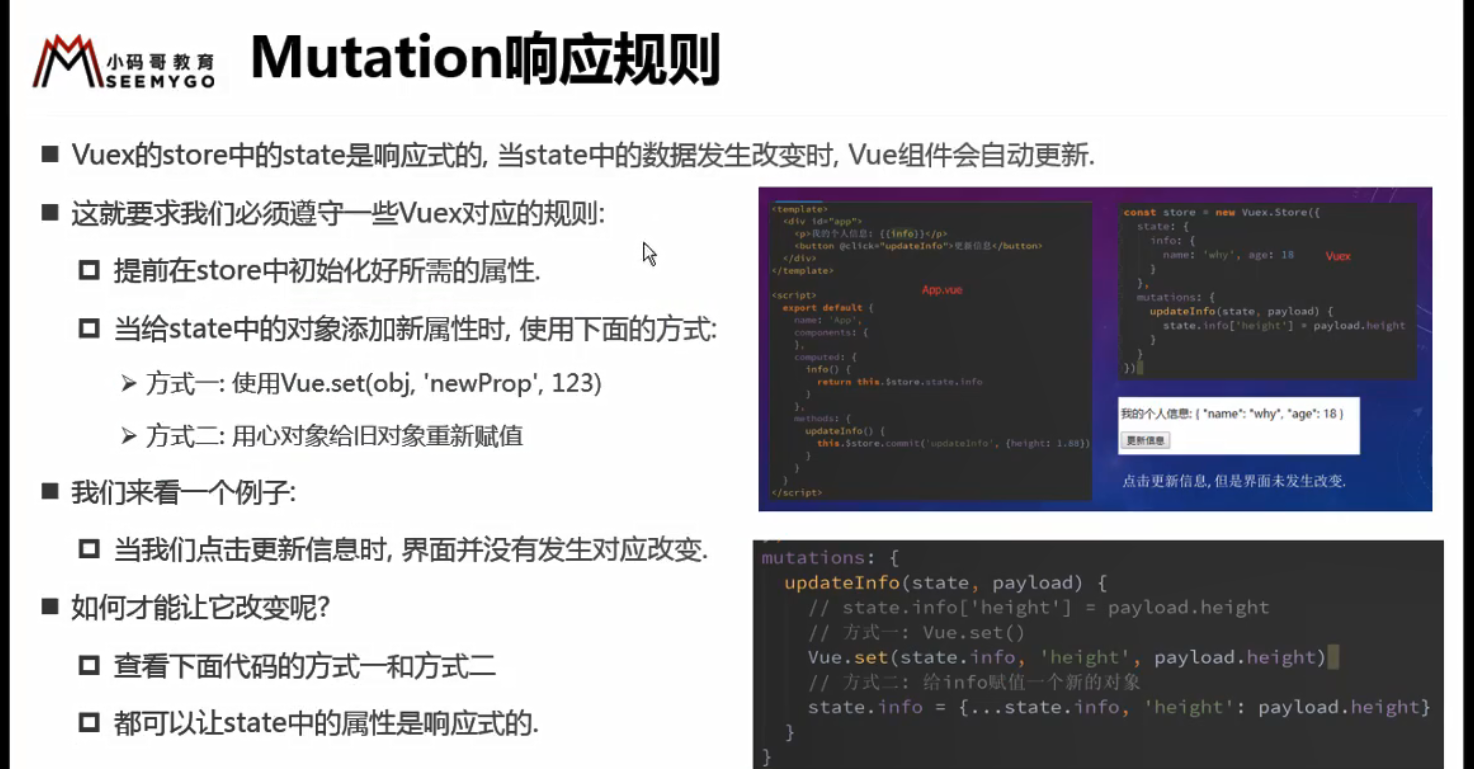 小码哥教育
SEEMYGO
Mutation响应规则
Vuex的store中的state是响应式的, 当state中的数据发生改变时, Vue组件会自动更新.
这就要求我们必须遵守一些Vuex对应的规则:
提前在store中初始化好所需的属性.
当给state中的对象添加新属性时, 使用下面的方式:
方式一: 使用Vue.set(obj, 'newProp', 123)
方式二: 用心对象给旧对象重新赋值
我们来看一个例子:
当我们点击更新信息时, 界面并没有发生对应改变.
如何才能让它改变呢?
查看下面代码的方式一和方式二
都可以让state中的属性是响应式的.
<template>
<div id="app">
<p>我的个人信息: {{info}}</p>
<button @click="updateInfo">更新信息</button>
</div>
</template>
App.vue
<script>
export default {
name: 'App',
components: {
},
computed: {
info() {
return this.$store.state.info
}
},
methods: {
updateInfo() {
this.$store.commit('updateInfo', {height: 1.88})
}
}
}
</script>
const store = new Vuex.Store({
state: {
info: {
name: 'why', age: 18
Vuex
}
},
mutations: {
updateInfo(state, payload) {
state.info['height'] = payload.height
}
}
})
我的个人信息: { "name": "why", "age": 18 }
更新信息
点击更新信息, 但是界面未发生改变.
mutations: {
updateInfo(state, payload) {
// state.info['height'] = payload.height
// 方式一: Vue.set()
Vue.set(state.info, 'height', payload.height)
// 方式二: 给info赋值一个新的对象
state.info = {...state.info, 'height': payload.height}
}
}